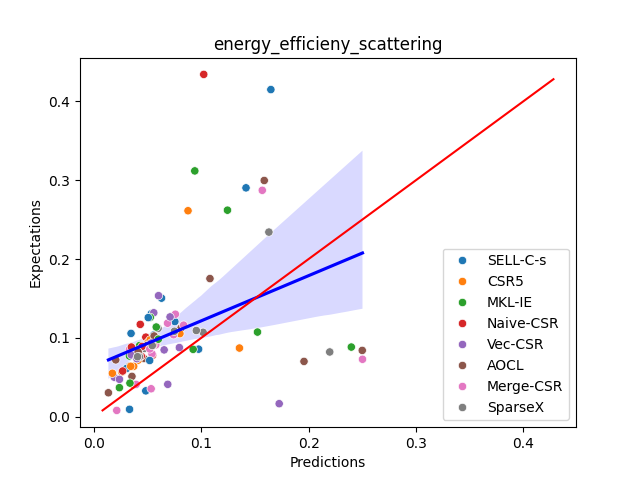 energy_efficieny_scattering
Expectations
0.4
0.3
0.2
0.1
0.0
SELL-C-s
CSR5
MKL-IE
Naive-CSR
Vec-CSR
AOCL
Merge-CSR
SparseX
0.0 0.1 0.2 0.3 0.4
Predictions